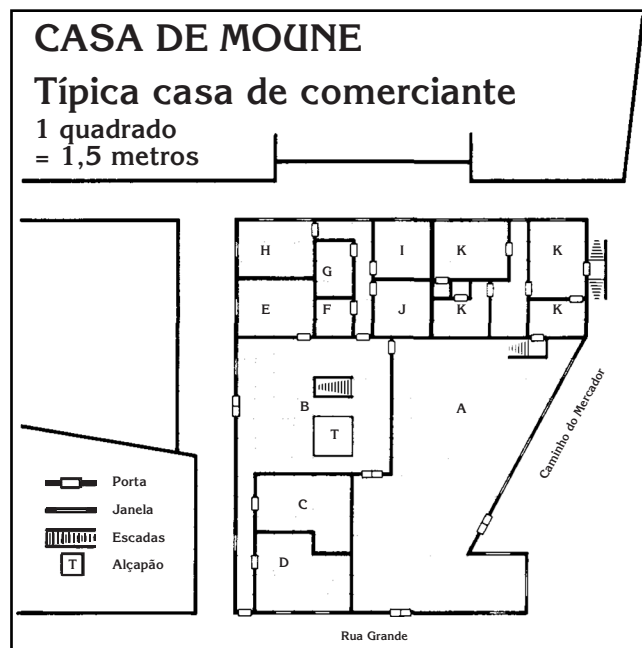 CASA DE MOUNE
Típica casa de comerciante
1 quadrado
= 1,5 metros
H
G
I
K
K
E
F
J
K
K
B
A
T
C
D
Caminho do Mercador
Porta
Janela
Escadas
T
Alçapão
Rua Grande